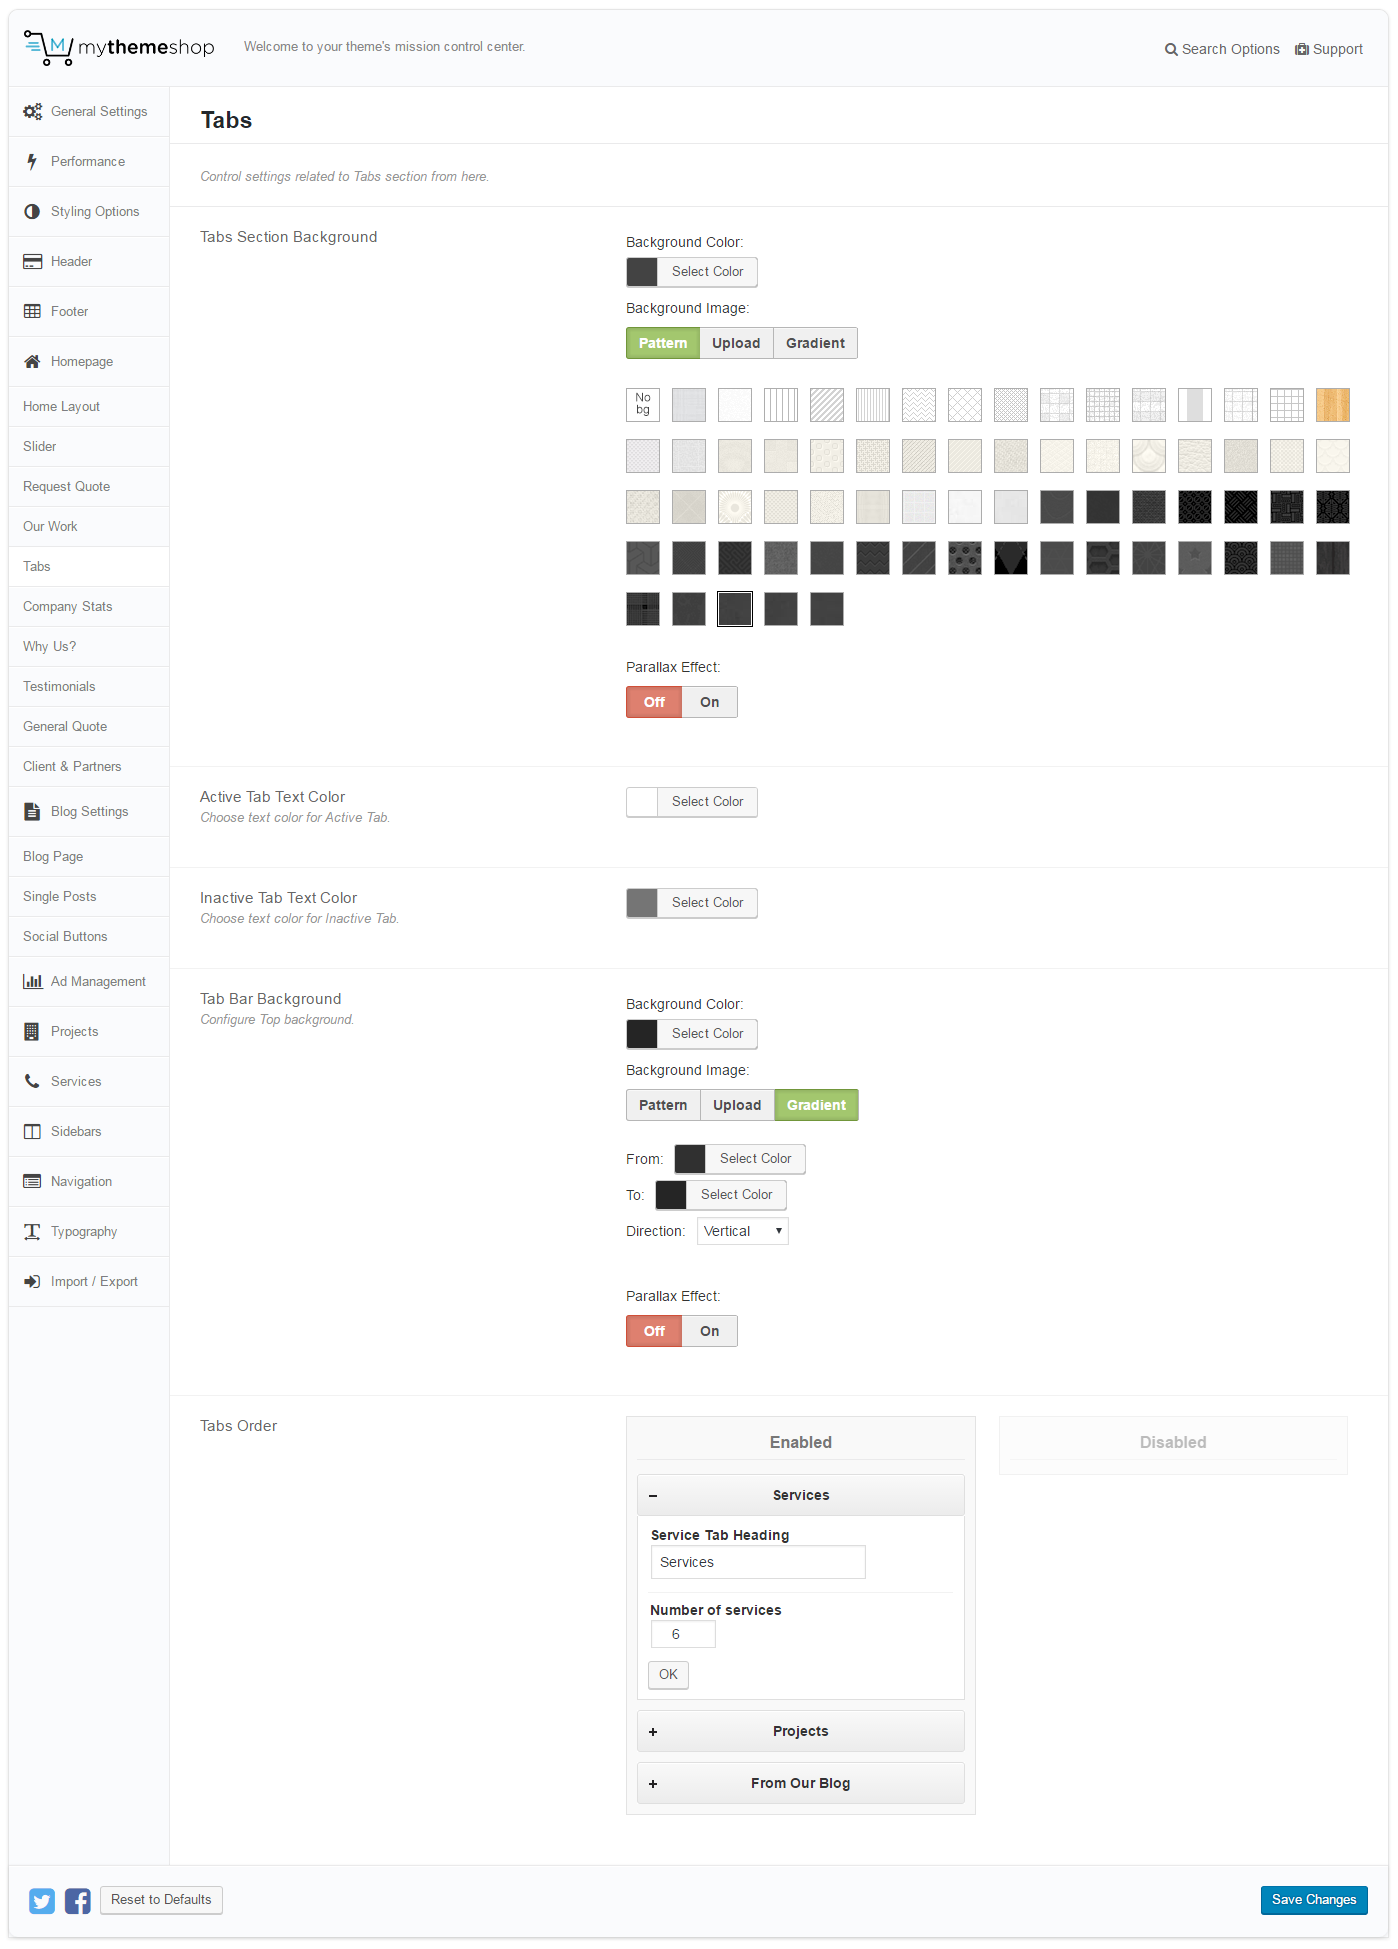 M mythemeshop
Welcome to your theme's mission control center.
Search Options
Support
General Settings
Performance
Styling Options
Header
Footer
Homepage
Home Layout
Slider
Request Quote
Our Work
Tabs
Company Stats
Why Us?
Testimonials
General Quote
Client & Partners
Blog Settings
Blog Page
Single Posts
Social Buttons
Ad Management
Projects
Services
Sidebars
Navigation
Typography
Import / Export
Tabs
Control settings related to Tabs section from here.
Tabs Section Background
Background Color:
Select Color
Background Image:
Pattern Upload Gradient
No
bg
Parallax Effect:
Off On
Active Tab Text Color
Choose text color for Active Tab.
Select Color
Inactive Tab Text Color
Choose text color for Inactive Tab.
Select Color
Tab Bar Background
Configure Top background.
Background Color:
Select Color
Background Image:
Pattern Upload Gradient
From: Select Color
To: Select Color
Direction: Vertical
Parallax Effect:
Off On
Tabs Order
Enabled
Services
Service Tab Heading
Services
Number of services
6
OK
Projects
From Our Blog
Disabled
Reset to Defaults
Save Changes